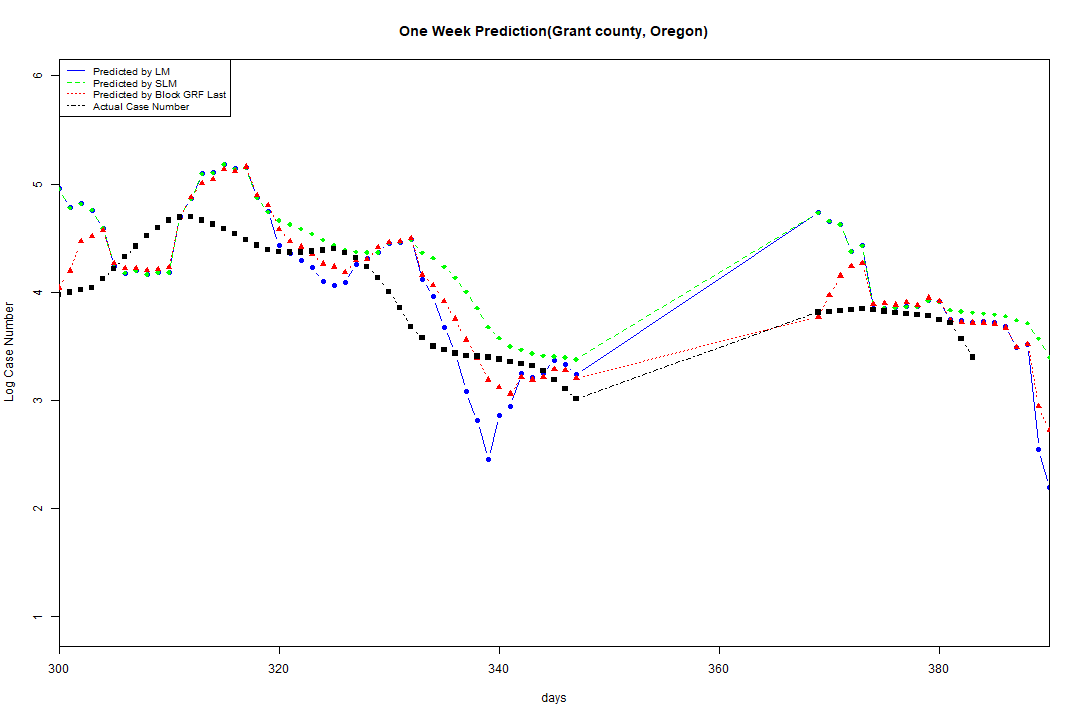 One Week Prediction(Grant county, Oregon)
Predicted by LM
Predicted by SLM
Predicted by Block GRF Last
Actual Case Number
6
5
4
3
2
1
Log Case Number
300 320 340 360 380
days